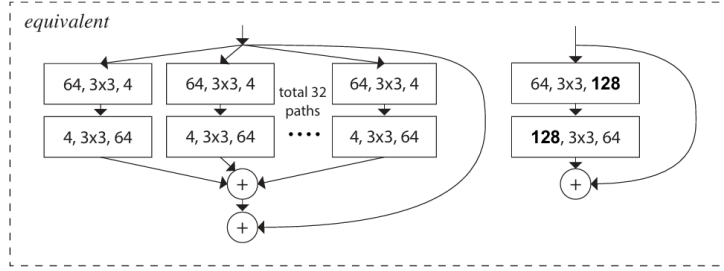 equivalent
64, 3x3, 4
64, 3x3, 4
total 32
paths
....
64, 3x3, 4
4, 3x3, 64
4, 3x3, 64
4, 3x3, 64
+
+
64, 3x3, 128
128, 3x3, 64
+